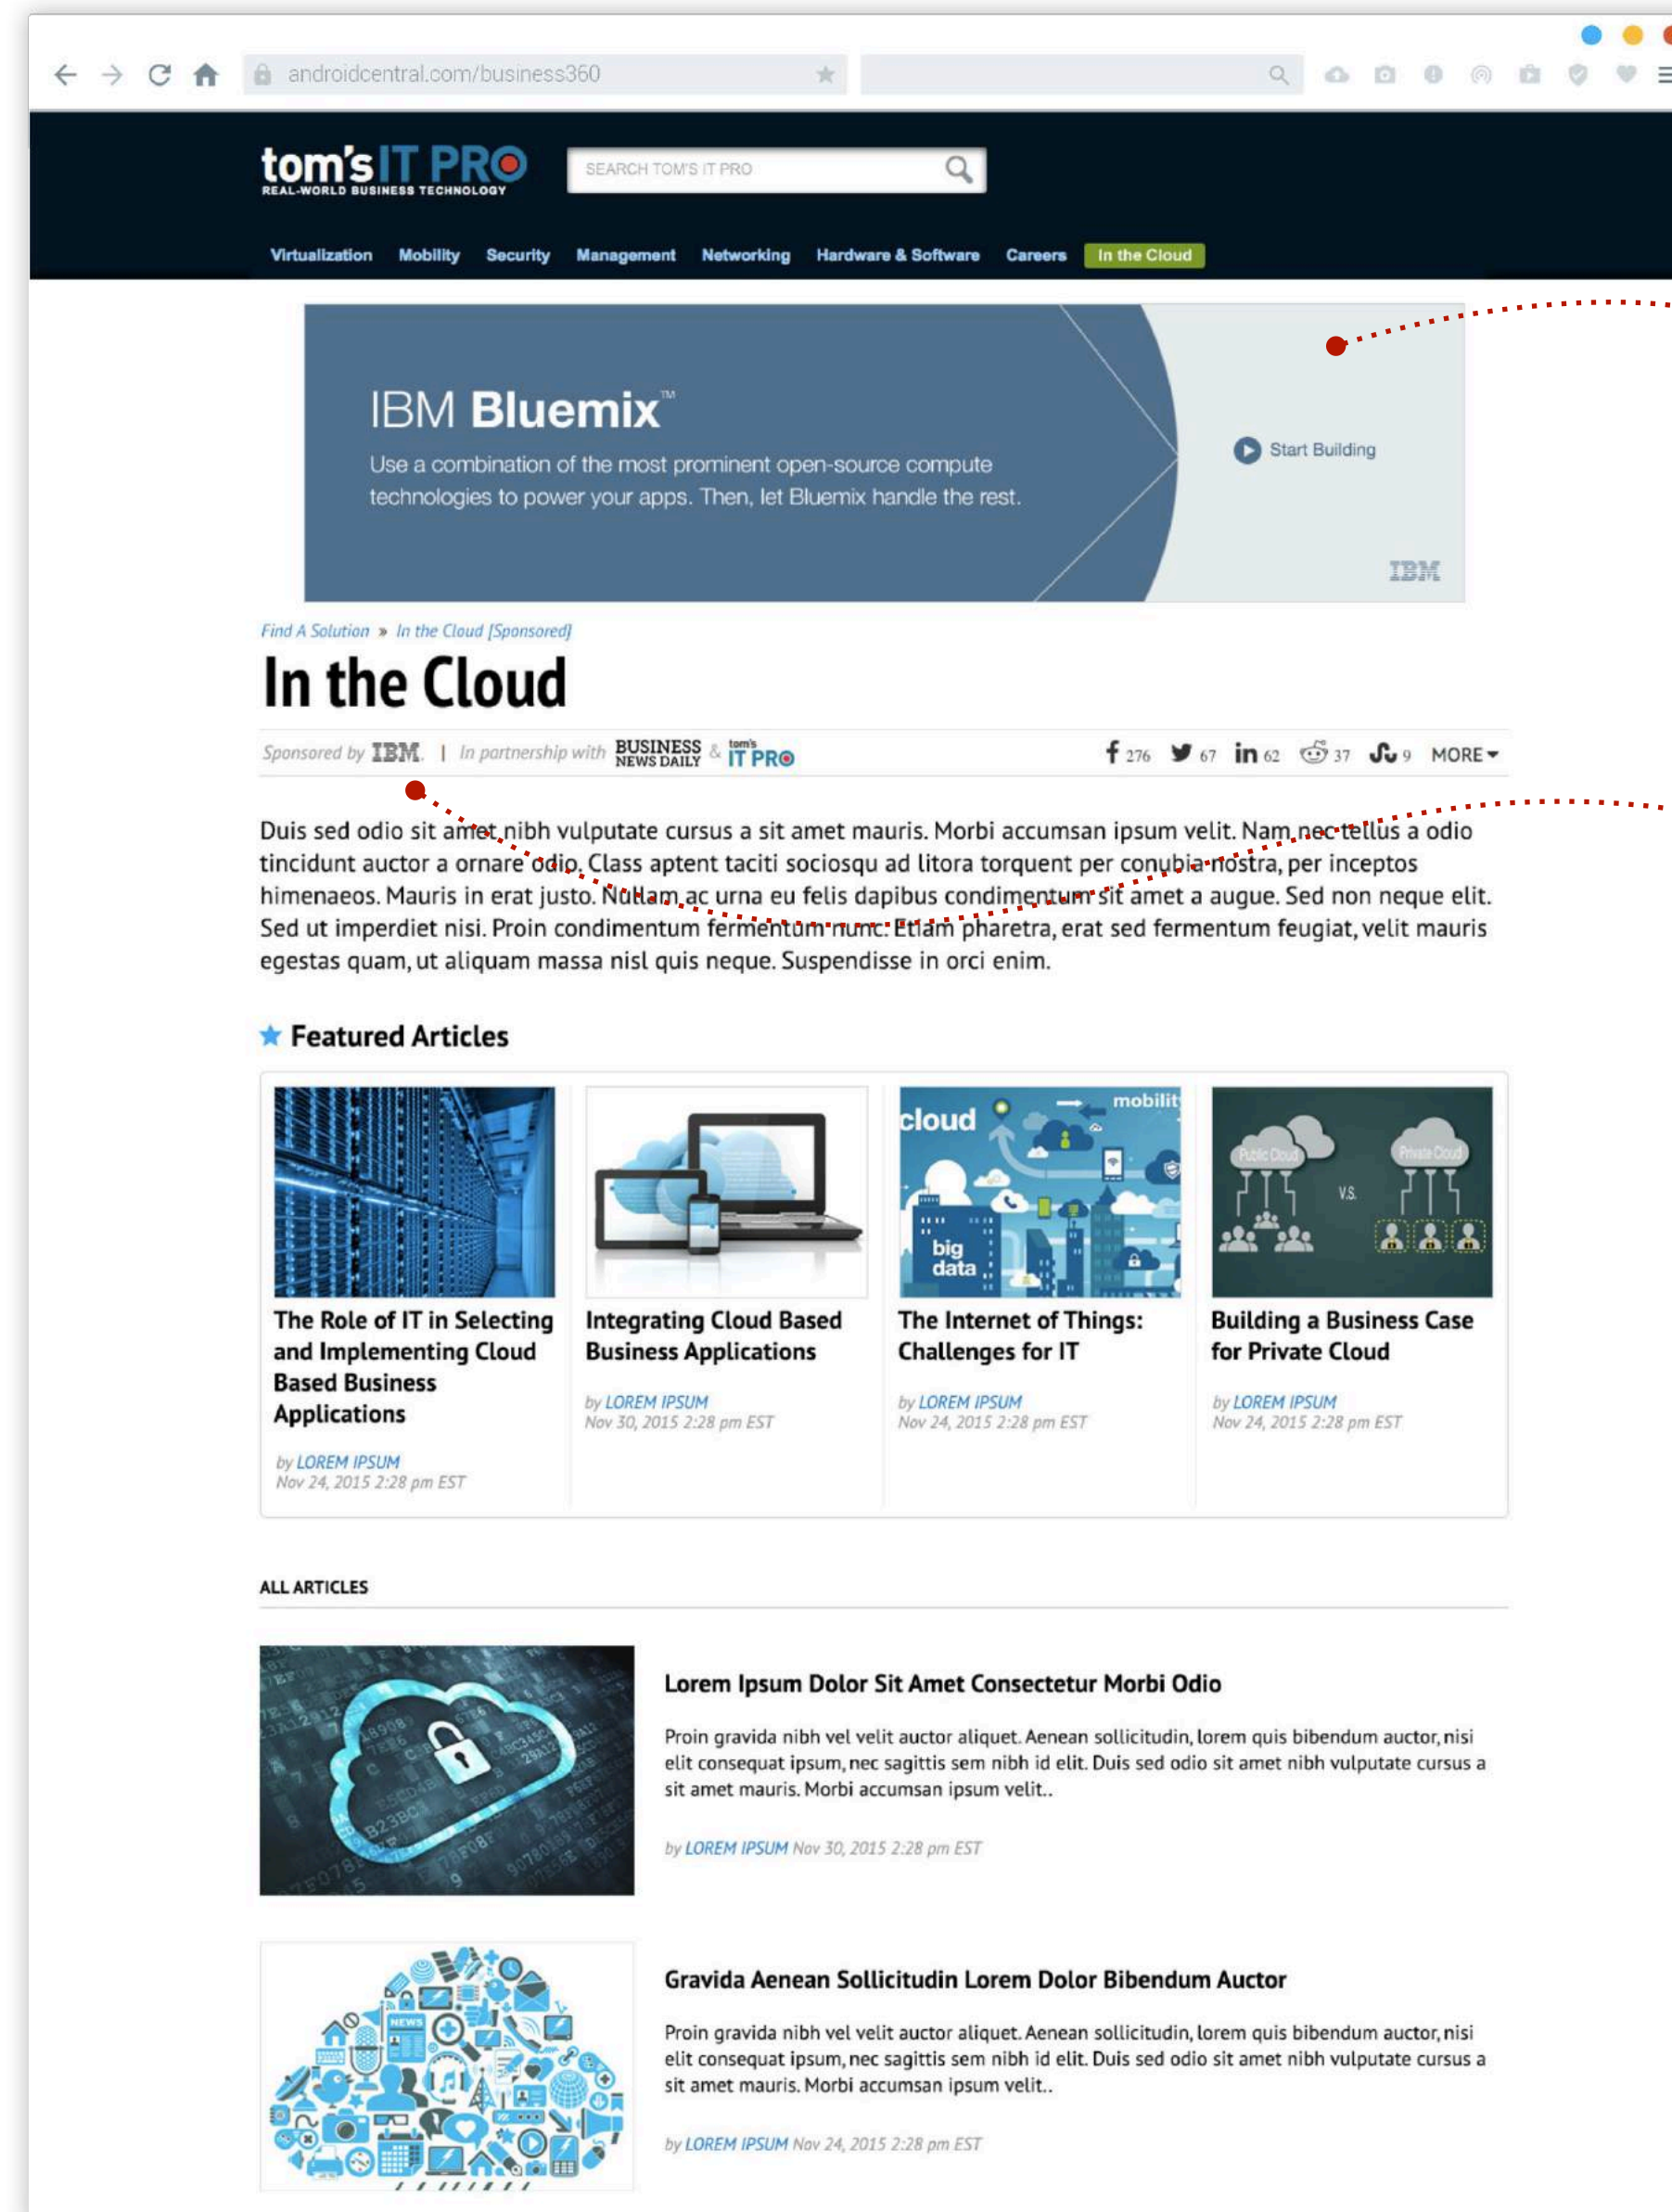 androidcentral.com/business360
tom's IT PRO
REAL-WORLD BUSINESS TECHNOLOGY
SEARCH TOM'S IT PRO
Virtualization Mobility Security Management Networking Hardware & Software Careers In the Cloud
IBM Bluemix™
Use a combination of the most prominent open-source compute
technologies to power your apps. Then, let Bluemix handle the rest.
Start Building
IBM
Find A Solution » In the Cloud [Sponsored]
In the Cloud
Sponsored by IBM. | In partnership with BUSINESS NEWS DAILY & tom's IT PRO
276 67 in 62 37 9 MORE
Duis sed odio sit amet nibh vulputate cursus a sit amet mauris. Morbi accumsan ipsum velit. Nam nec tellus a odio
tincidunt auctor a ornare odio. Class aptent taciti sociosqu ad litora torquent per conubia nostra, per inceptos
himenaeos. Mauris in erat justo. Nullam ac urna eu felis dapibus condimentum sit amet a augue. Sed non neque elit.
Sed ut imperdiet nisi. Proin condimentum fermentum nunc. Etiam pharetra, erat sed fermentum feugiat, velit mauris
egestas quam, ut aliquam massa nisl quis neque. Suspendisse in orci enim.
Featured Articles
The Role of IT in Selecting
and Implementing Cloud
Based Business
Applications
by LOREM IPSUM
Nov 24, 2015 2:28 pm EST
Integrating Cloud Based
Business Applications
by LOREM IPSUM
Nov 30, 2015 2:28 pm EST
cloud
mobilit
big
data
The Internet of Things:
Challenges for IT
by LOREM IPSUM
Nov 24, 2015 2:28 pm EST
Public Cloud
V.S.
Private Cloud
Building a Business Case
for Private Cloud
by LOREM IPSUM
Nov 24, 2015 2:28 pm EST
ALL ARTICLES
Lorem Ipsum Dolor Sit Amet Consectetur Morbi Odio
Proin gravida nibh vel velit auctor aliquet. Aenean sollicitudin, lorem quis bibendum auctor, nisi
elit consequat ipsum, nec sagittis sem nibh id elit. Duis sed odio sit amet nibh vulputate cursus a
sit amet mauris. Morbi accumsan ipsum velit..
by LOREM IPSUM Nov 30, 2015 2:28 pm EST
NEWS
Gravida Aenean Sollicitudin Lorem Dolor Bibendum Auctor
Proin gravida nibh vel velit auctor aliquet. Aenean sollicitudin, lorem quis bibendum auctor, nisi
elit consequat ipsum, nec sagittis sem nibh id elit. Duis sed odio sit amet nibh vulputate cursus a
sit amet mauris. Morbi accumsan ipsum velit..
by LOREM IPSUM Nov 24, 2015 2:28 pm EST